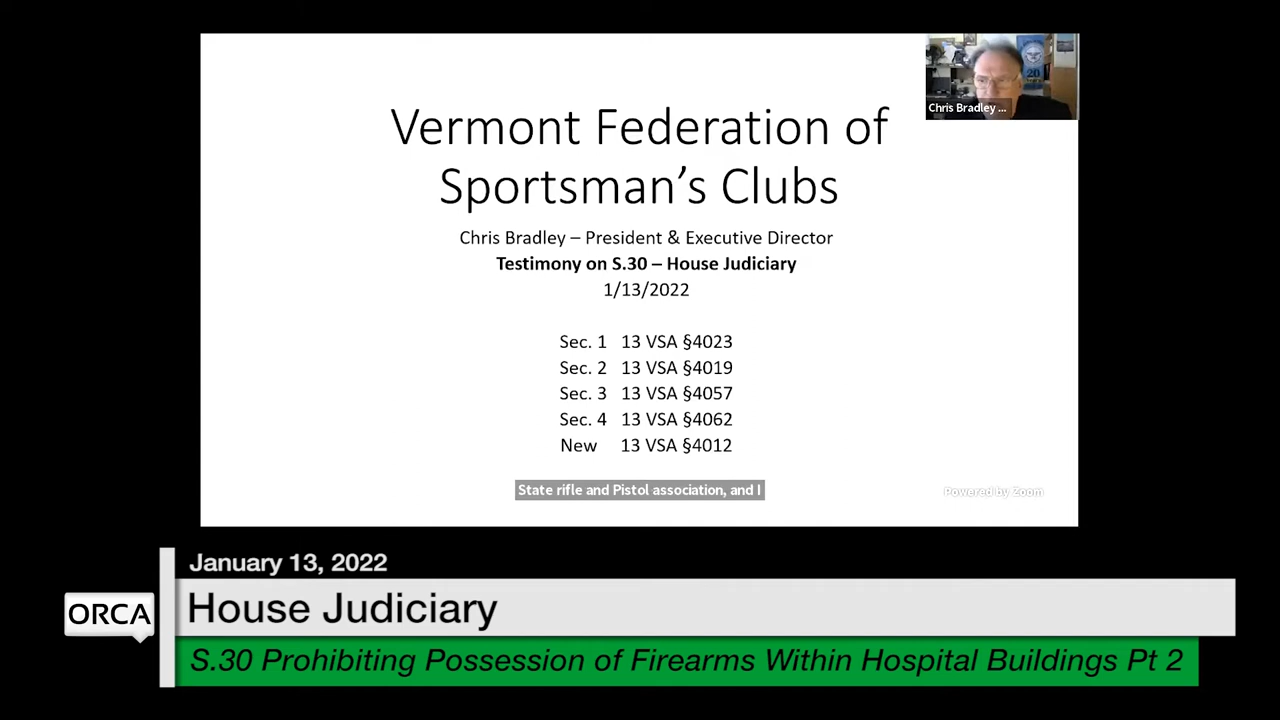 Vermont Federation of
Sportsman's Clubs
Chris Bradley – President & Executive Director
Testimony on S.30 – House Judiciary
1/13/2022
Sec. 1 13 VSA §4023
Sec. 2 13 VSA §4019
Sec. 3 13 VSA §4057
Sec. 4 13 VSA §4062
New 13 VSA §4012
State rifle and Pistol association, and I
Powered by Zoom
Chris Bradley ...
20
January 13, 2022
ORCA
House Judiciary
S.30 Prohibiting Possession of Firearms Within Hospital Buildings Pt 2